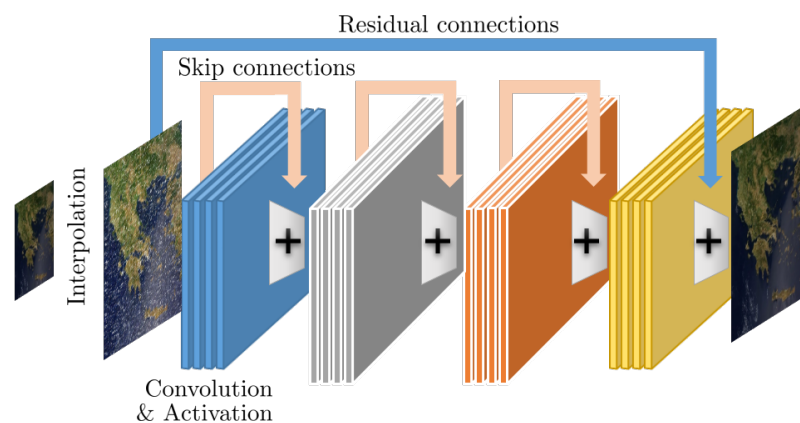 Residual connections
Skip connections
Interpolation
+
+
+
+
Convolution
& Activation